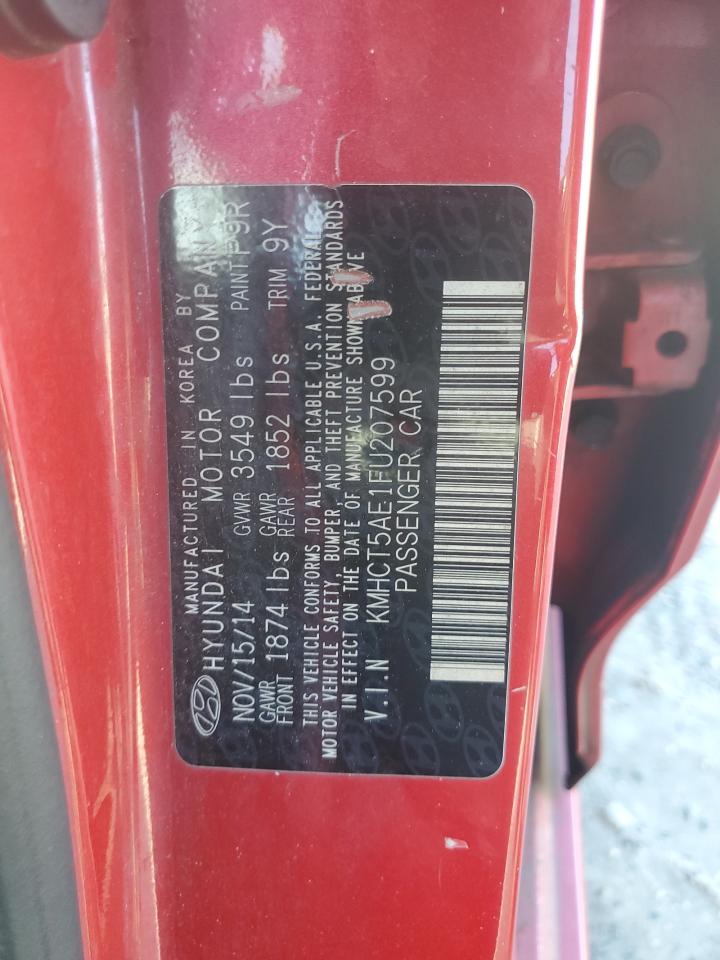 MANUFACTURED IN KOREA BY
HYUNDAI MOTOR COMPANY
NOV/15/14 GVWR 3549 lbs PAINT P9R
GAWR FRONT 1874 lbs GAWR REAR 1852 lbs TRIM 9Y
THIS VEHICLE CONFORMS TO ALL APPLICABLE U.S.A. FEDERAL
MOTOR VEHICLE SAFETY, BUMPER, AND THEFT PREVENTION STANDARDS
IN EFFECT ON THE DATE OF MANUFACTURE SHOWN ABOVE
V.I.N KMHCT5AE1FU207599
PASSENGER CAR